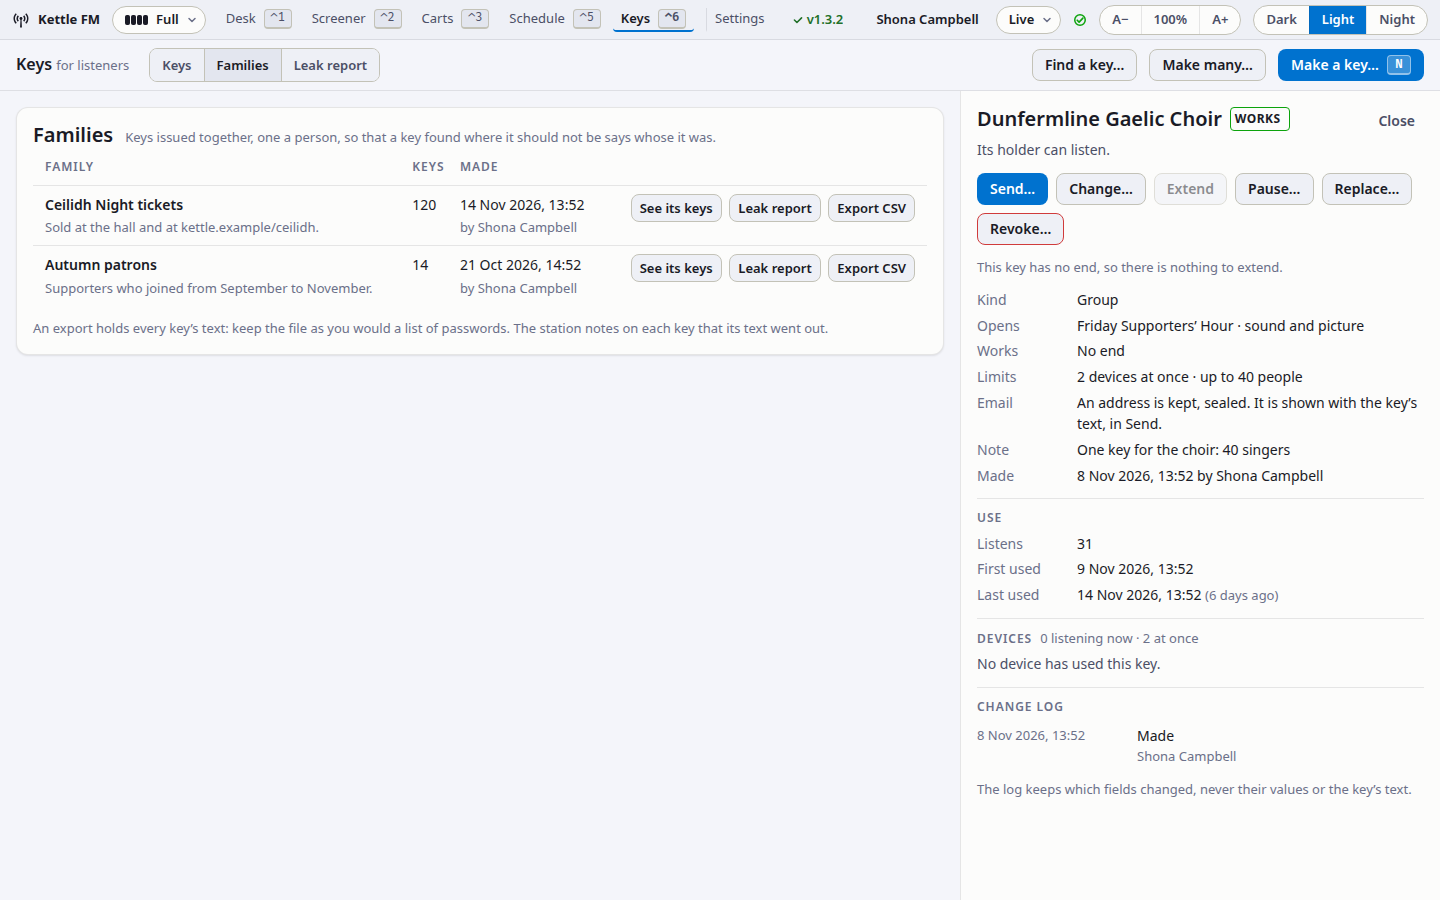 Kettle FM Full Desk ^1 Screener ^2 Carts ^3 Schedule ^5 Keys ^6 Settings v1.3.2 Shona Campbell Live A− 100% A+ Dark Light Night
Keys for listeners Keys Families Leak report Find a key... Make many... Make a key... N
Families Keys issued together, one a person, so that a key found where it should not be says whose it was.
FAMILY KEYS MADE
Ceilidh Night tickets 120 14 Nov 2026, 13:52 See its keys Leak report Export CSV
Sold at the hall and at kettle.example/ceilidh. by Shona Campbell
Autumn patrons 14 21 Oct 2026, 14:52 See its keys Leak report Export CSV
Supporters who joined from September to November. by Shona Campbell
An export holds every key’s text: keep the file as you would a list of passwords. The station notes on each key that its text went out.
Dunfermline Gaelic Choir WORKS Close
Its holder can listen.
Send... Change... Extend Pause... Replace...
Revoke...
This key has no end, so there is nothing to extend.
Kind Group
Opens Friday Supporters’ Hour · sound and picture
Works No end
Limits 2 devices at once · up to 40 people
Email An address is kept, sealed. It is shown with the key’s
text, in Send.
Note One key for the choir: 40 singers
Made 8 Nov 2026, 13:52 by Shona Campbell
USE
Listens 31
First used 9 Nov 2026, 13:52
Last used 14 Nov 2026, 13:52 (6 days ago)
DEVICES 0 listening now · 2 at once
No device has used this key.
CHANGE LOG
8 Nov 2026, 13:52 Made
Shona Campbell
The log keeps which fields changed, never their values or the key’s text.